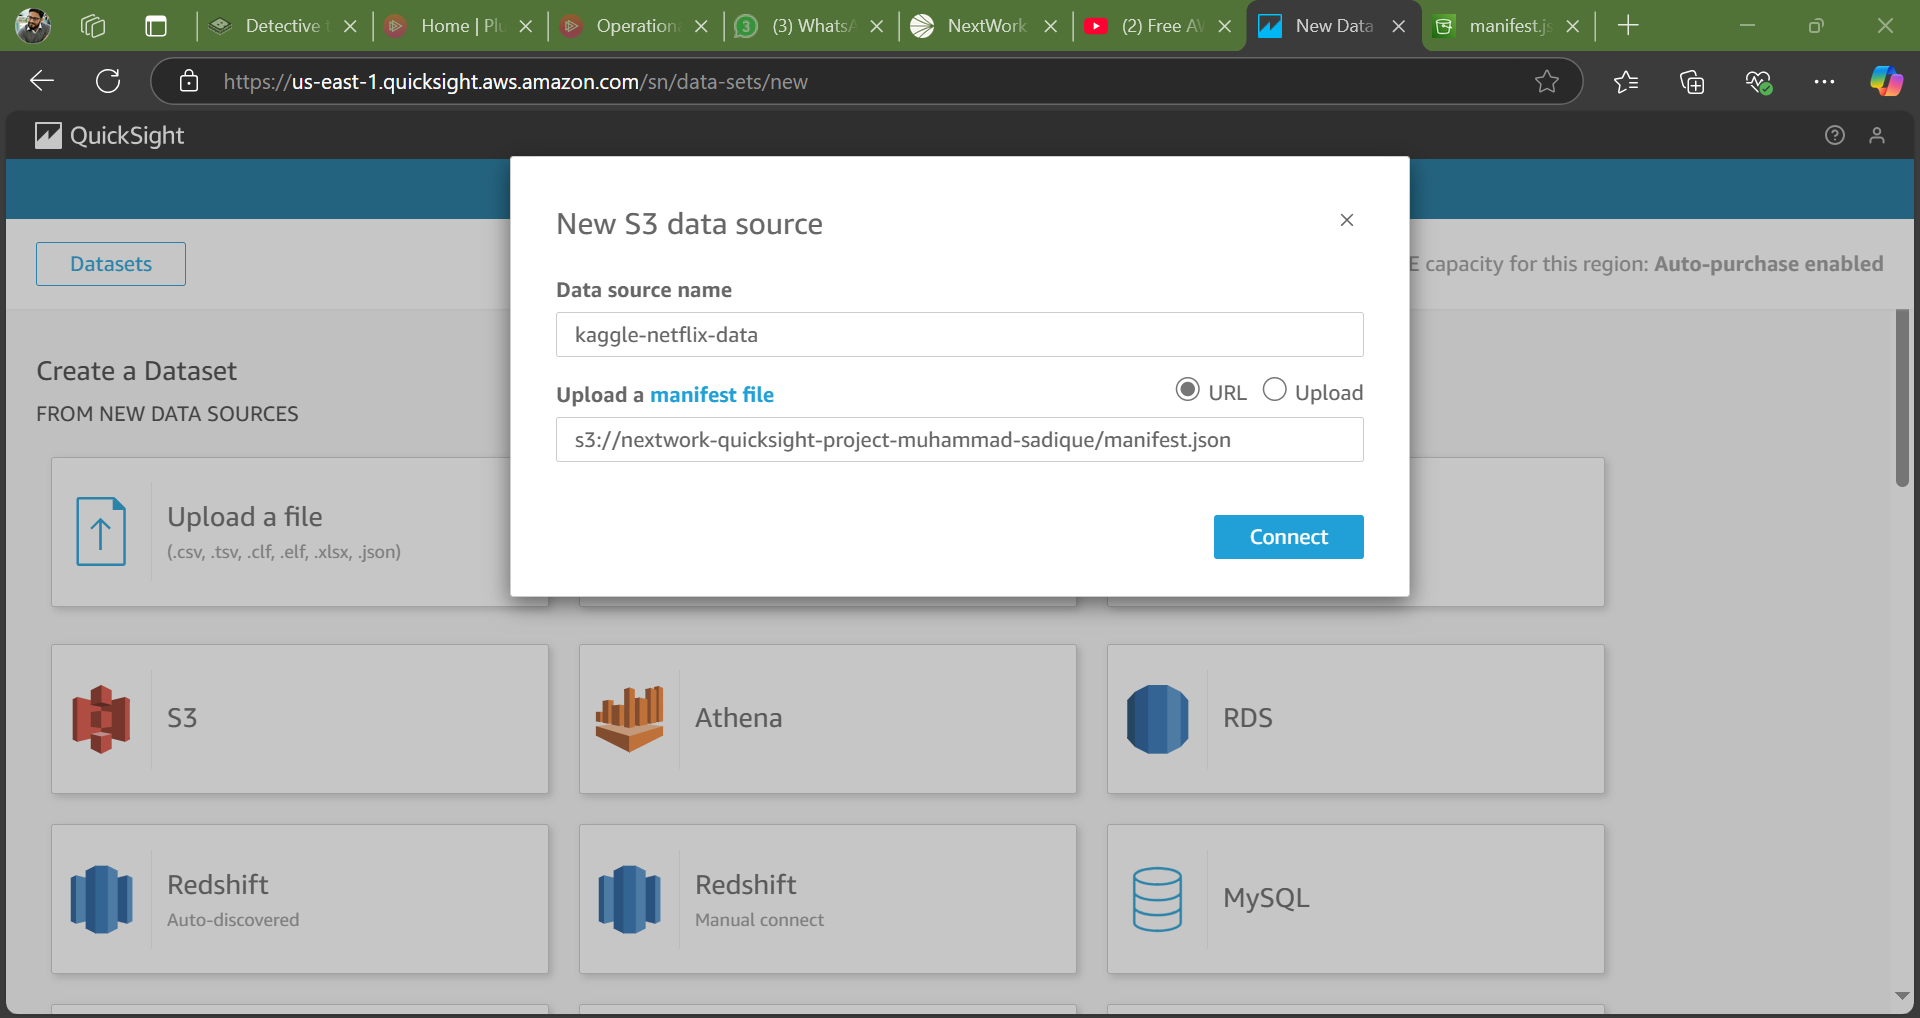 Detective t
Home | Plu
Operationa
3
(3) WhatsA
NextWork
(2) Free AW
New Data
manifest.js
https://us-east-1.quicksight.aws.amazon.com/sn/data-sets/new
QuickSight
Datasets
E capacity for this region: Auto-purchase enabled
New S3 data source
Data source name
kaggle-netflix-data
Upload a manifest file
URL
Upload
s3://nextwork-quicksight-project-muhammad-sadique/manifest.json
Connect
Create a Dataset
FROM NEW DATA SOURCES
Upload a file
(.csv, .tsv, .clf, .elf, .xlsx, .json)
S3
Athena
RDS
Redshift
Auto-discovered
Redshift
Manual connect
MySQL